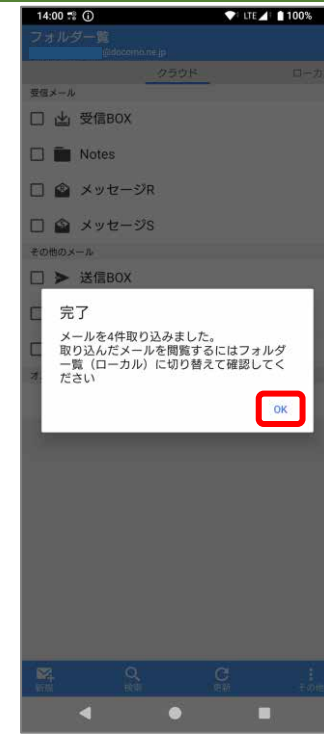 14:00 LTE 100%
フォルダ一覧
@docomo.ne.jp
クラウド ローカ
受信メール
受信BOX
Notes
メッセージR
メッセージS
その他のメール
送信BOX
完了
メールを4件取り込みました。
取り込んだメールを閲覧するにはフォルダ
一覧（ローカル）に切り替えて確認してく
ださい
OK
新規 検索 更新 その他